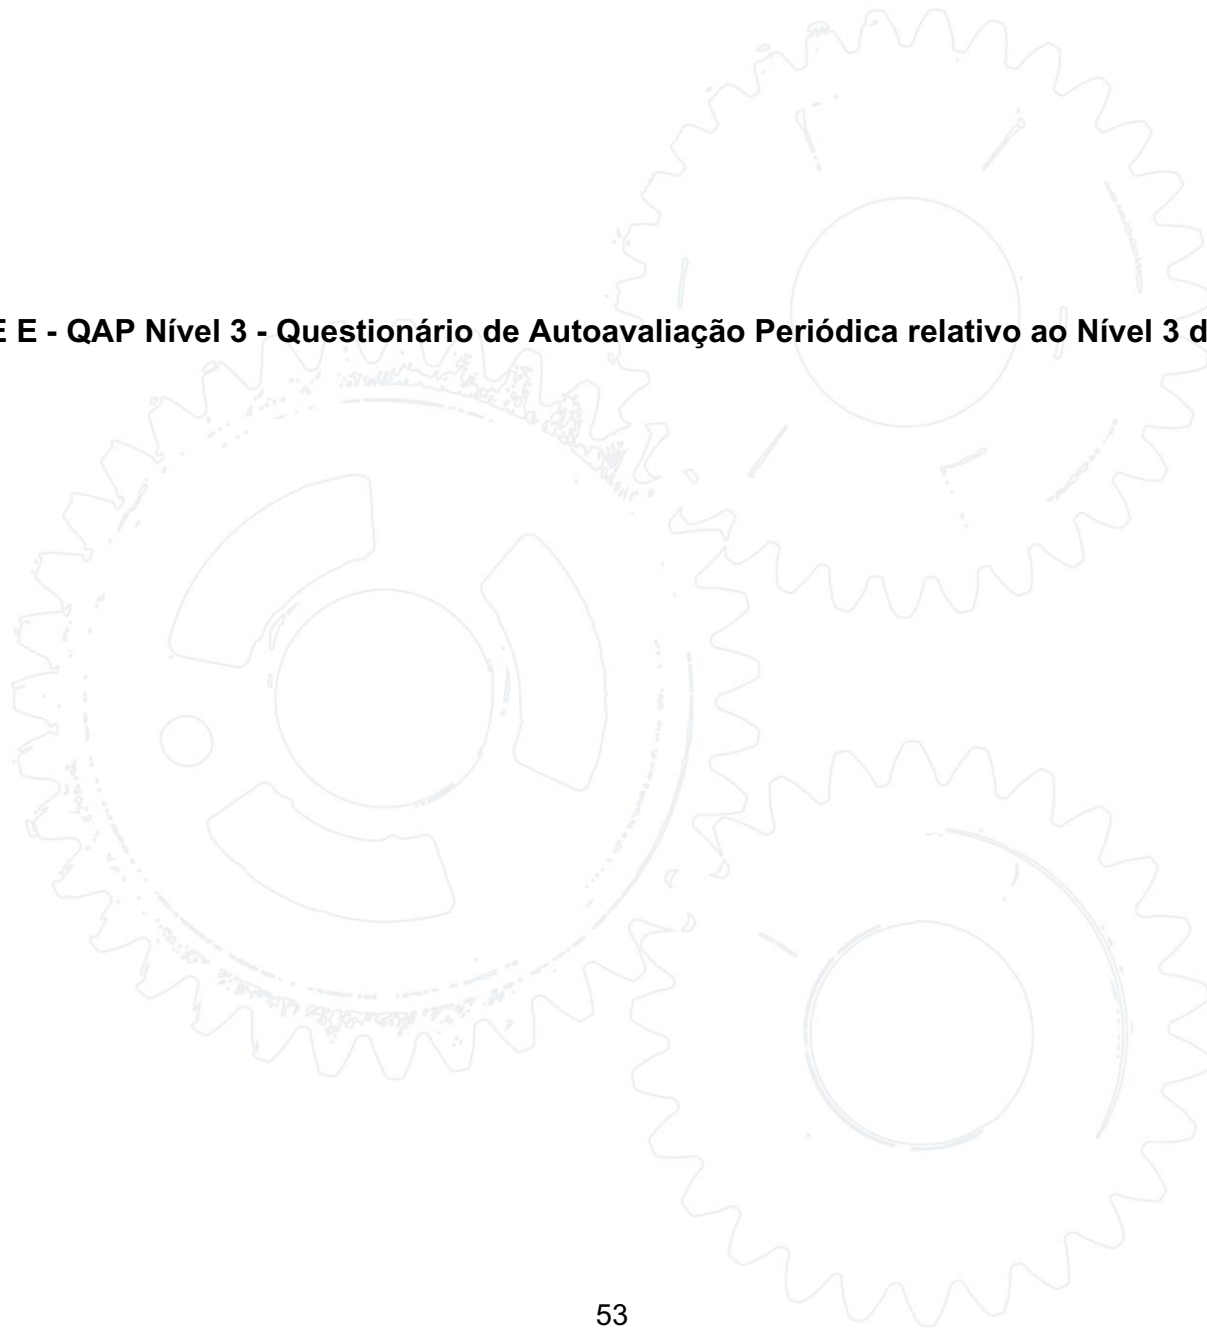 E - QAP Nível 3 - Questionário de Autoavaliação Periódica relativo ao Nível 3
53